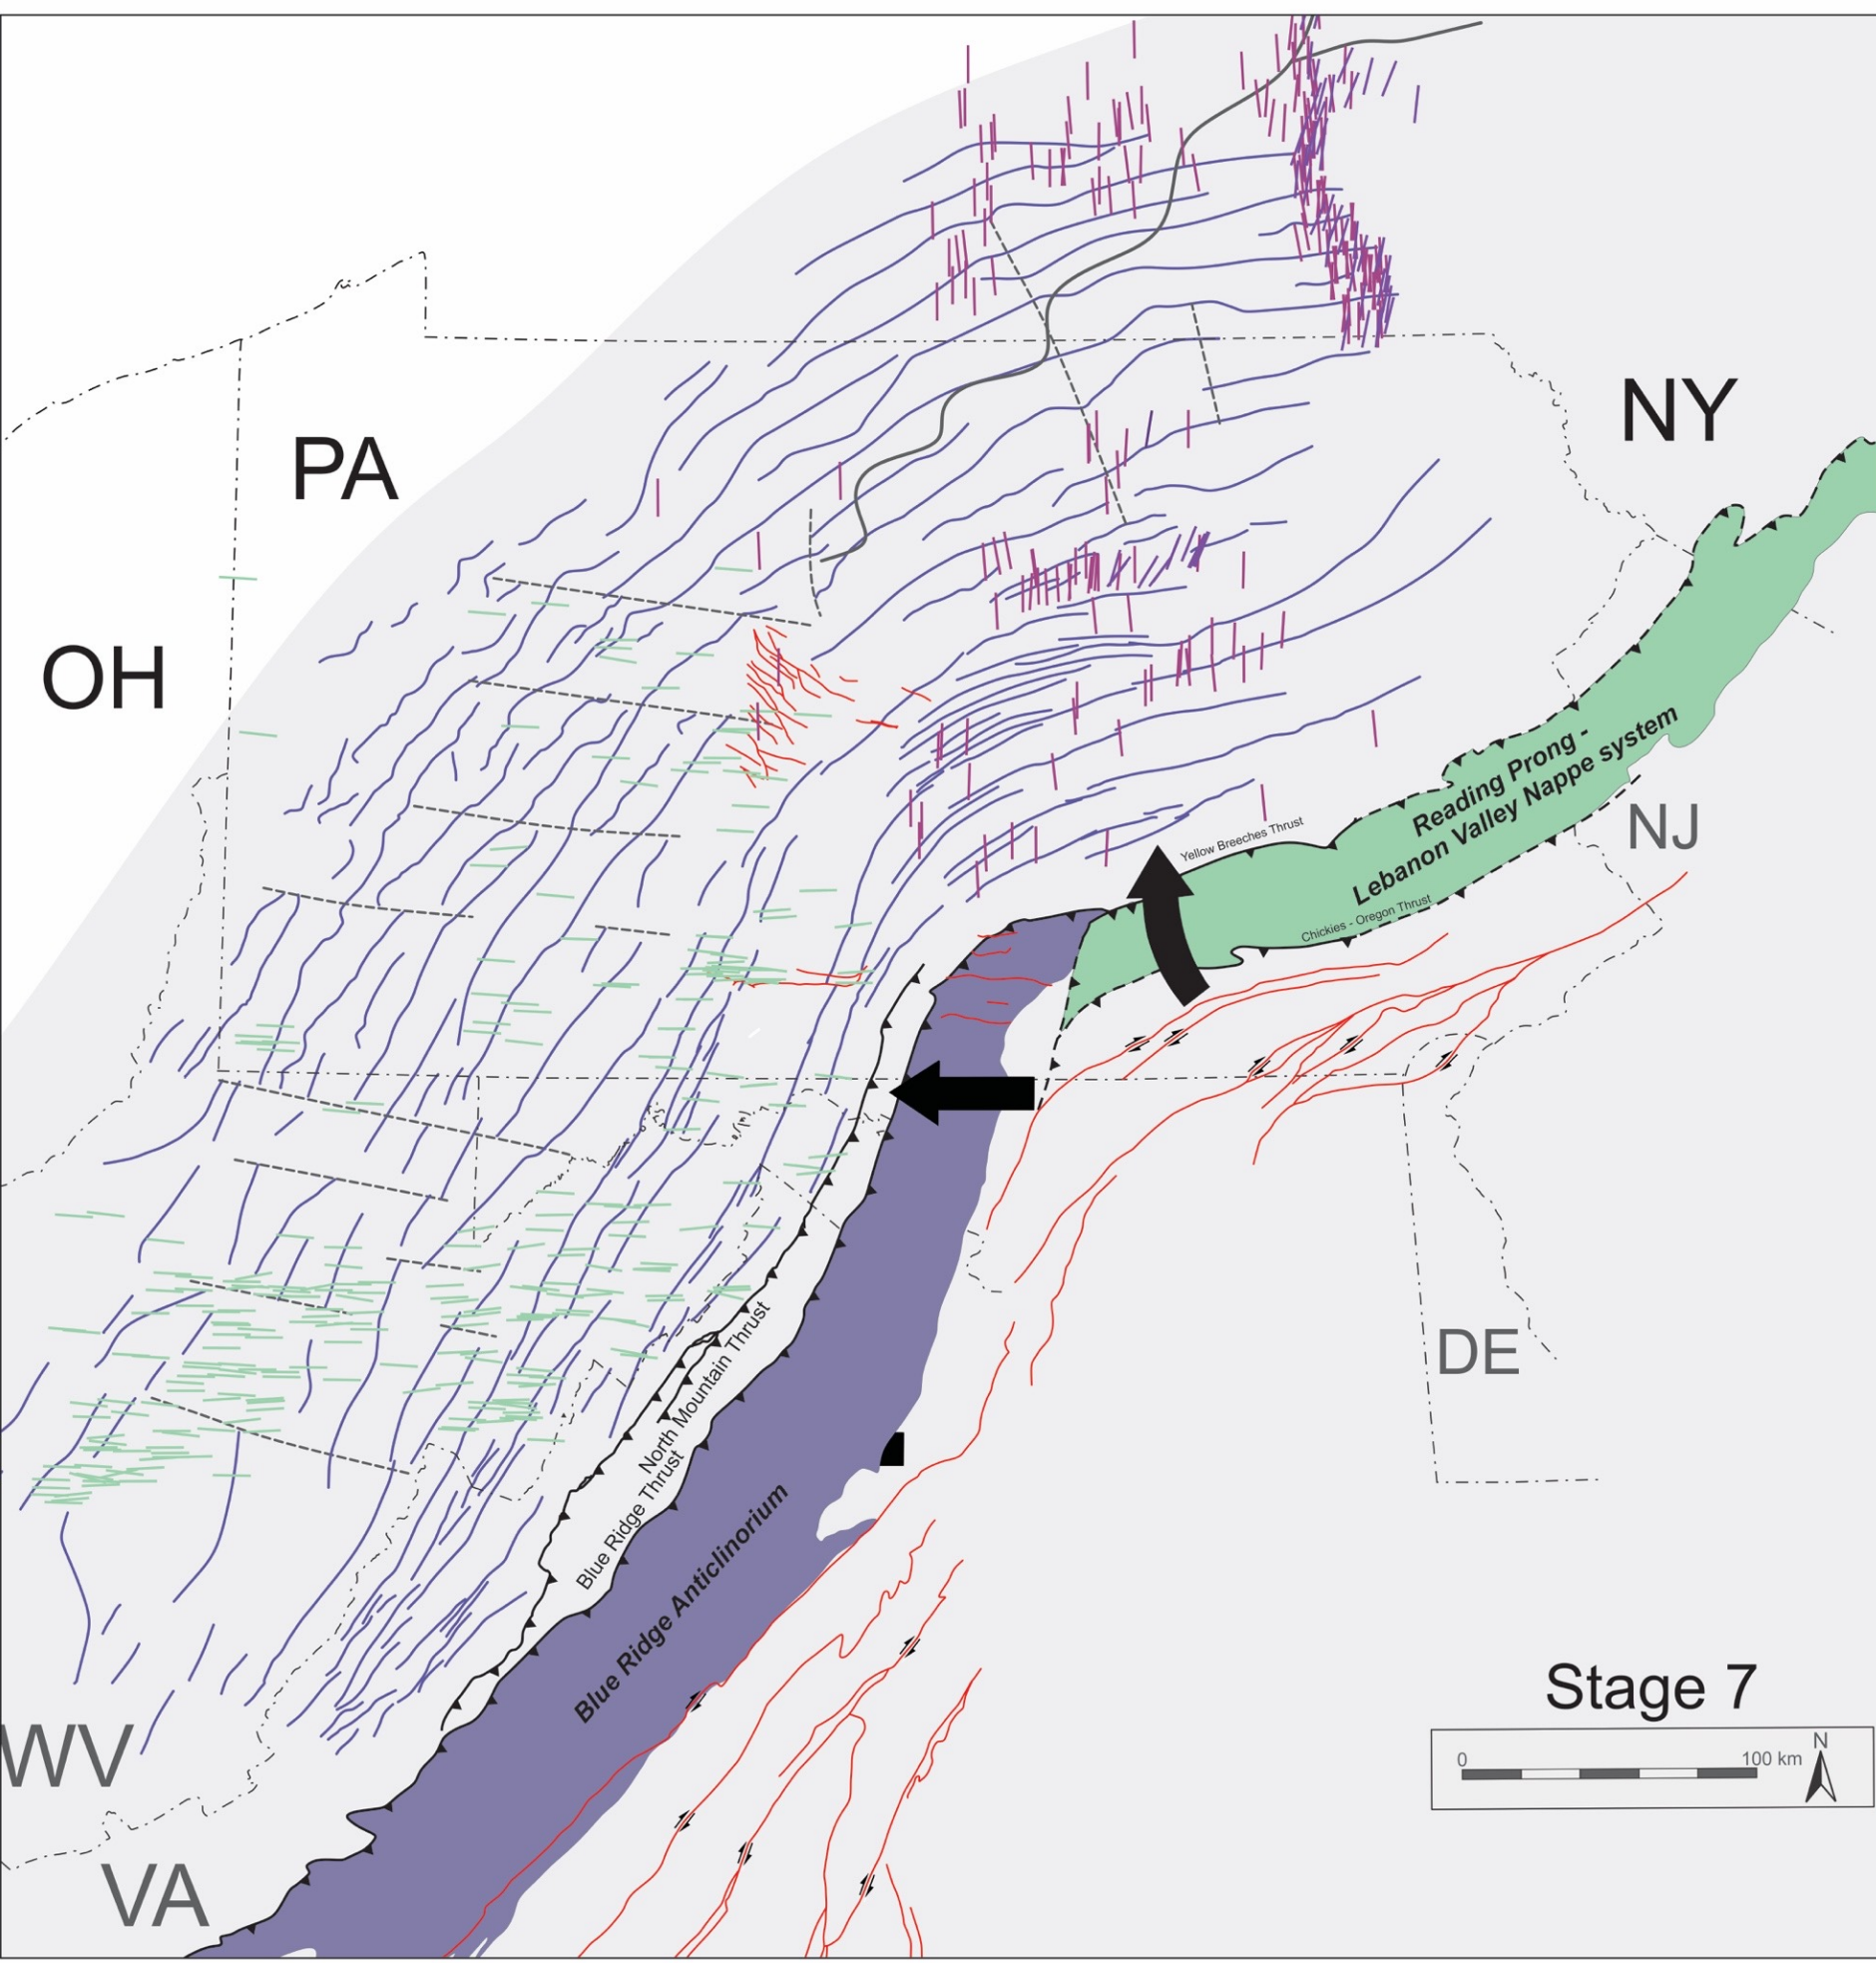 NY
PA
OH
Reading Prong -
Lebanon Valley Nappe system
NJ
Yellow Breeches Thrust
Chickies - Oregon Thrust
DE
North Mountain Thrust
Blue Ridge Thrust
Blue Ridge Anticlinorium
Stage 7
WV
N
0
100 km
VA